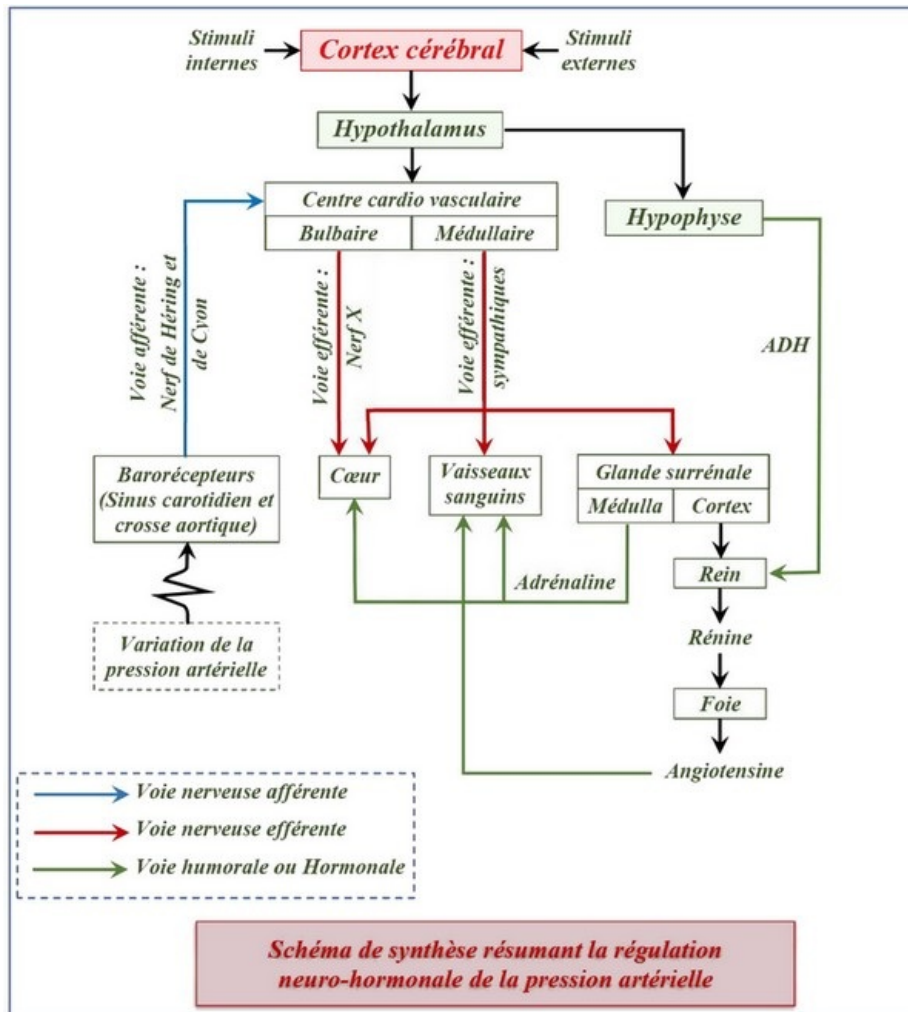 Stimuli
internes
Cortex cérébral
Stimuli
externes
Hypothalamus
Centre cardio vasculaire
Bulbaire
Médullaire
Hypophyse
Voie afférente :
Nerf de Héring et
de Cyon
Voie efférente :
Nerf X
Voie efférente :
sympathiques
ADH
Barorécepteurs
(Sinus carotidien et
crosse aortique)
Cœur
Vaisseaux
sanguins
Glande surrénale
Médulla
Cortex
Adrénaline
Rein
Variation de la
pression artérielle
Rénine
Foie
Angiotensine
Voie nerveuse afférente
Voie nerveuse efférente
Voie humorale ou Hormonale
Schéma de synthèse résumant la régulation
neuro-hormonale de la pression artérielle